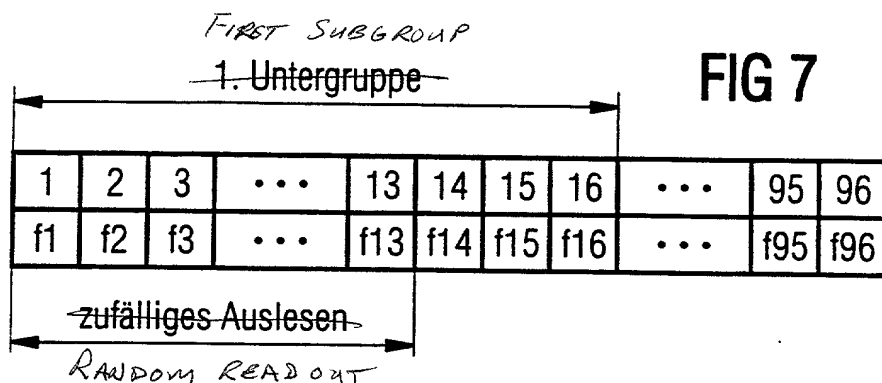 FIRST SUBGROUP
1. Untergruppe
FIG 7
1 2 3 ••• 13 14 15 16 ••• 95 96
f1 f2 f3 ••• f13 f14 f15 f16 ••• f95 f96
zufälliges Auslesen
RANDOM READOUT